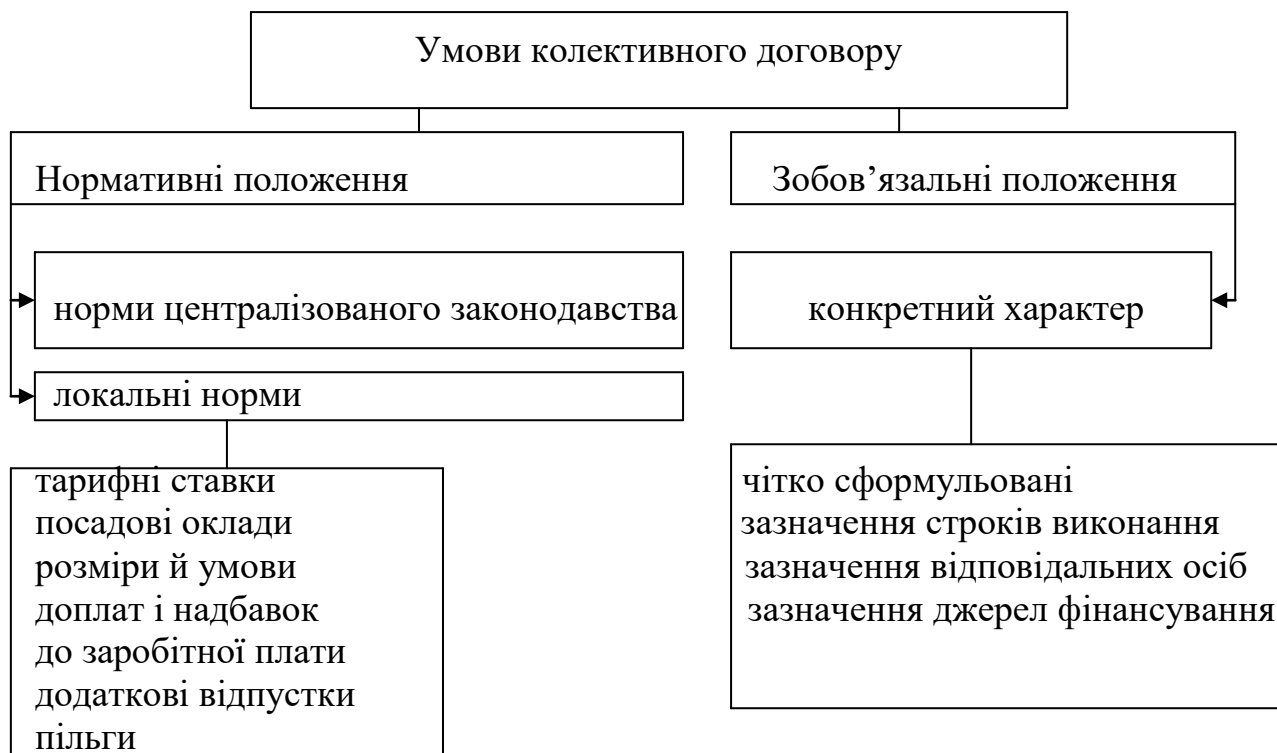 Умови колективного договору
Нормативні положення
Зобов’язальні положення
норми централізованого законодавства
конкретний характер
локальні норми
тарифні ставки
посадові оклади
розміри й умови
доплат і надбавок
до заробітної плати
додаткові відпустки
пільги
чітко сформульовані
зазначення строків виконання
зазначення відповідальних осіб
зазначення джерел фінансування